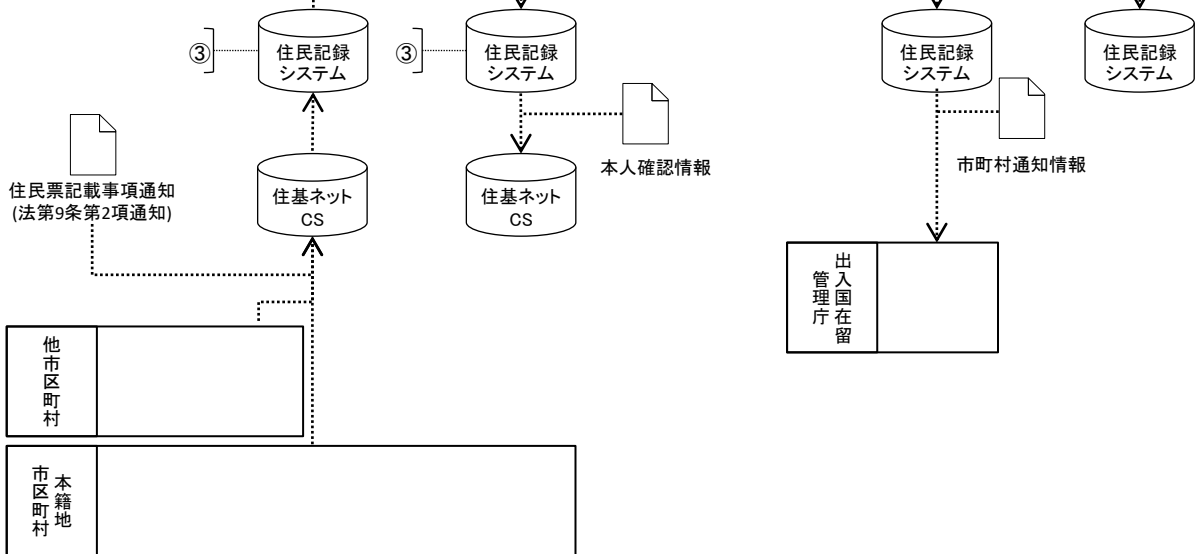 ③
住民記録
システム
③
住民記録
システム
住民記録
システム
住民記録
システム
住民票記載事項通知
(法第9条第2項通知)
住基ネット
CS
住基ネット
CS
本人確認情報
市町村通知情報
出入国在留
管理庁
他市区町村
本籍地
市区町村